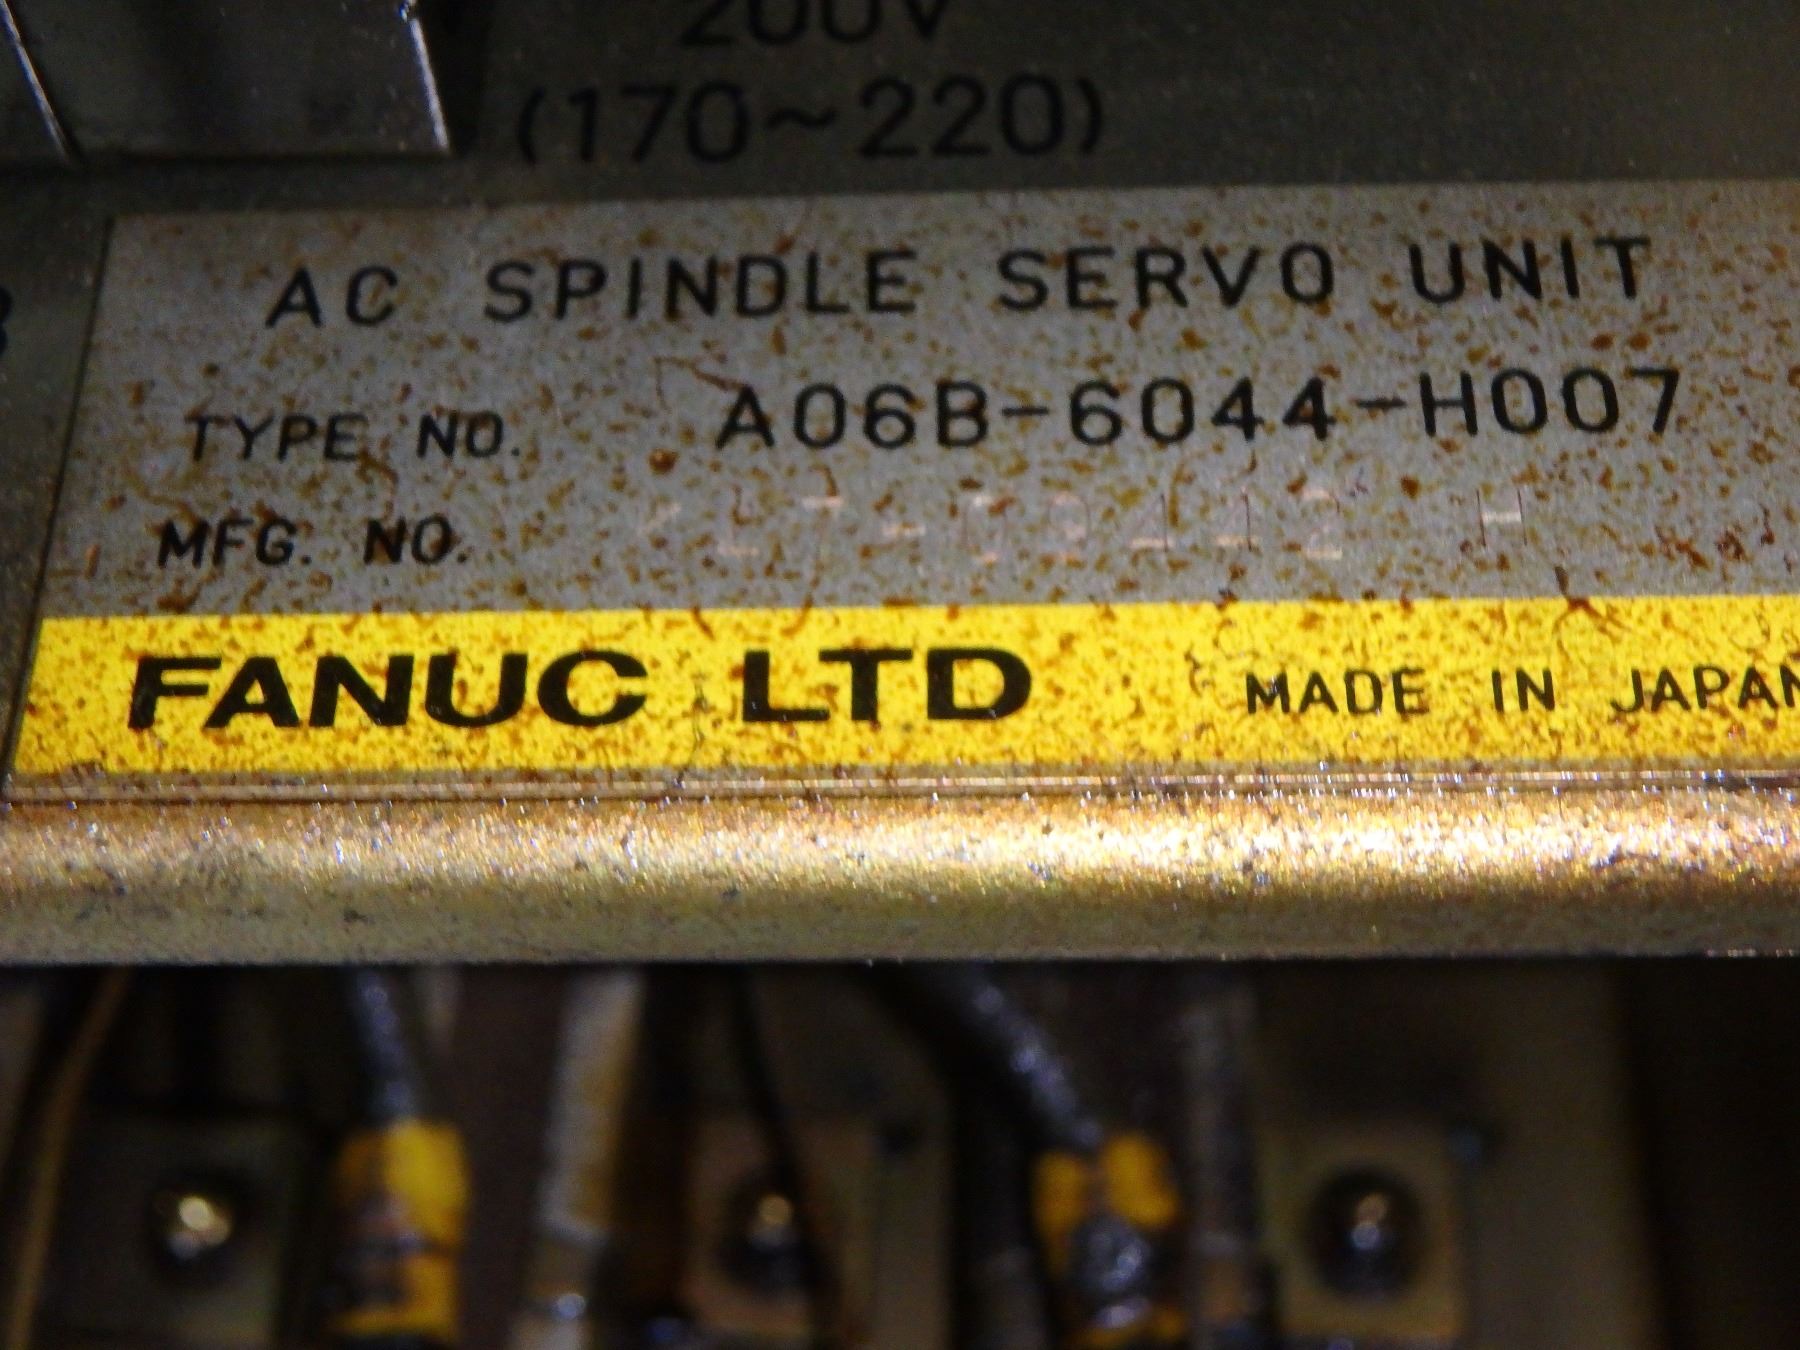 200V
(170~220)
AC SPINDLE SERVO UNIT
TYPE NO. A06B-6044-H007
MFG. NO.
FANUC LTD MADE IN JAPAN